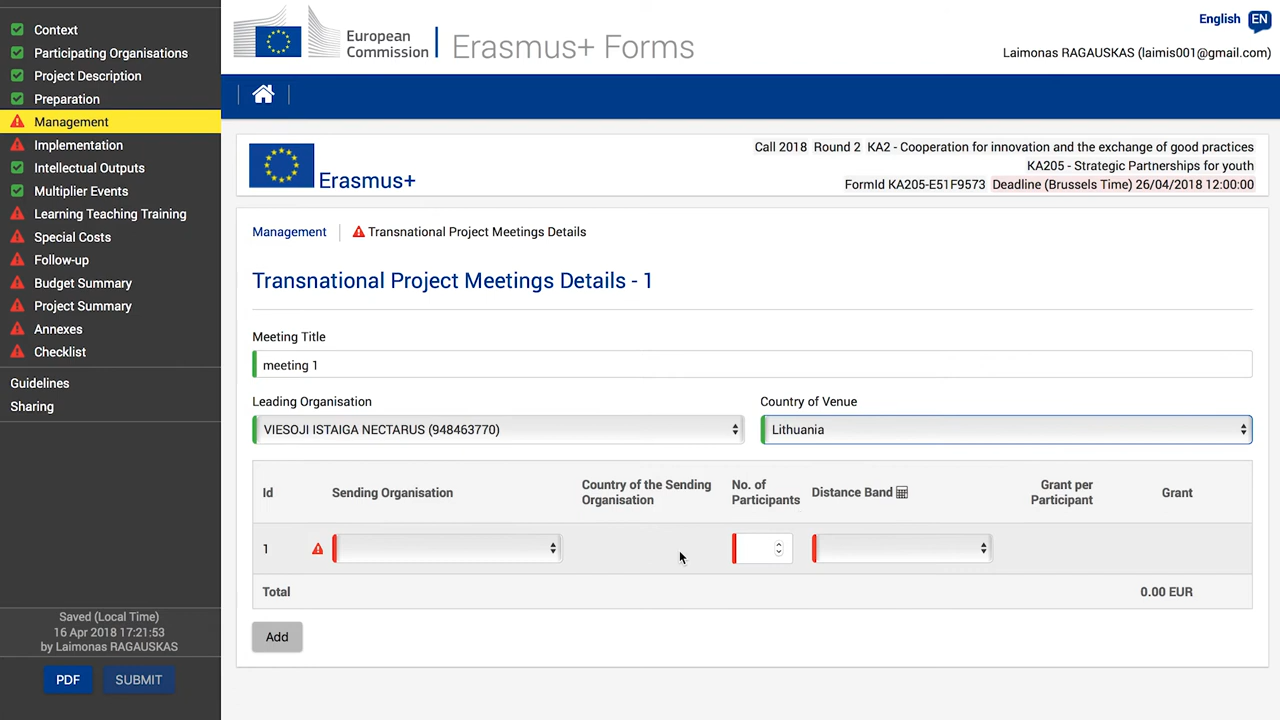 Context
Participating Organisations
Project Description
Preparation
Management
Implementation
Intellectual Outputs
Multiplier Events
Learning Teaching Training
Special Costs
Follow-up
Budget Summary
Project Summary
Annexes
Checklist
Guidelines
Sharing
Saved (Local Time)
16 Apr 2018 17:21:53
by Laimonas RAGAUSKAS
PDF SUBMIT
European
Commission
Erasmus+ Forms
English EN
Laimonas RAGAUSKAS (laimis001@gmail.com)
Erasmus+
Call 2018 Round 2 KA2 - Cooperation for innovation and the exchange of good practices
KA205 - Strategic Partnerships for youth
FormId KA205-E51F9573 Deadline (Brussels Time) 26/04/2018 12:00:00
Management Transnational Project Meetings Details
Transnational Project Meetings Details - 1
Meeting Title
meeting 1
Leading Organisation Country of Venue
VIESOJI ISTAIGA NECTARUS (948463770) Lithuania
Id Sending Organisation Country of the Sending Organisation No. of Participants Distance Band Grant per Participant Grant
1
Total 0.00 EUR
Add